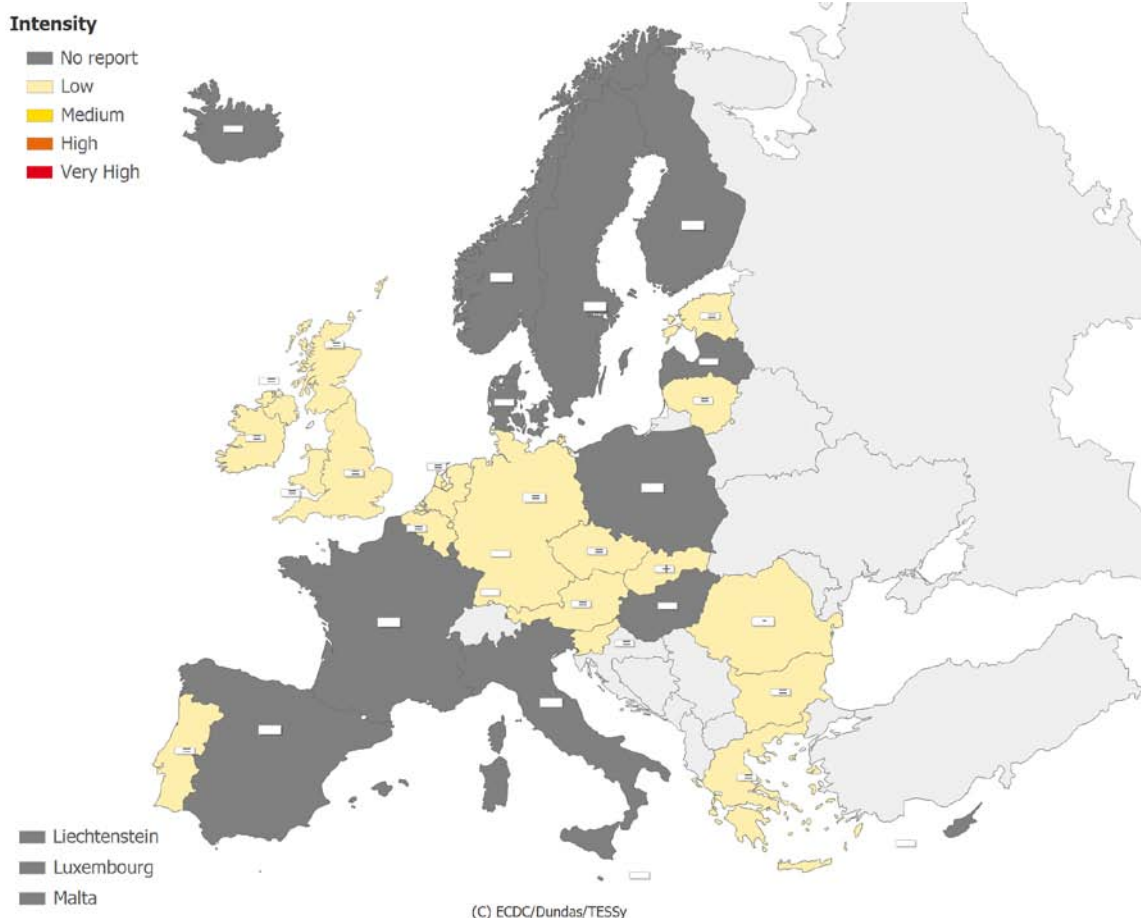 Intensity
No report
Low
Medium
High
Very High
=
=
=
=
=
=
=
=
=
=
=
+
=
=
-
=
=
=
Liechtenstein
Luxembourg
Malta
(C) ECDC/Dundas/TESSy